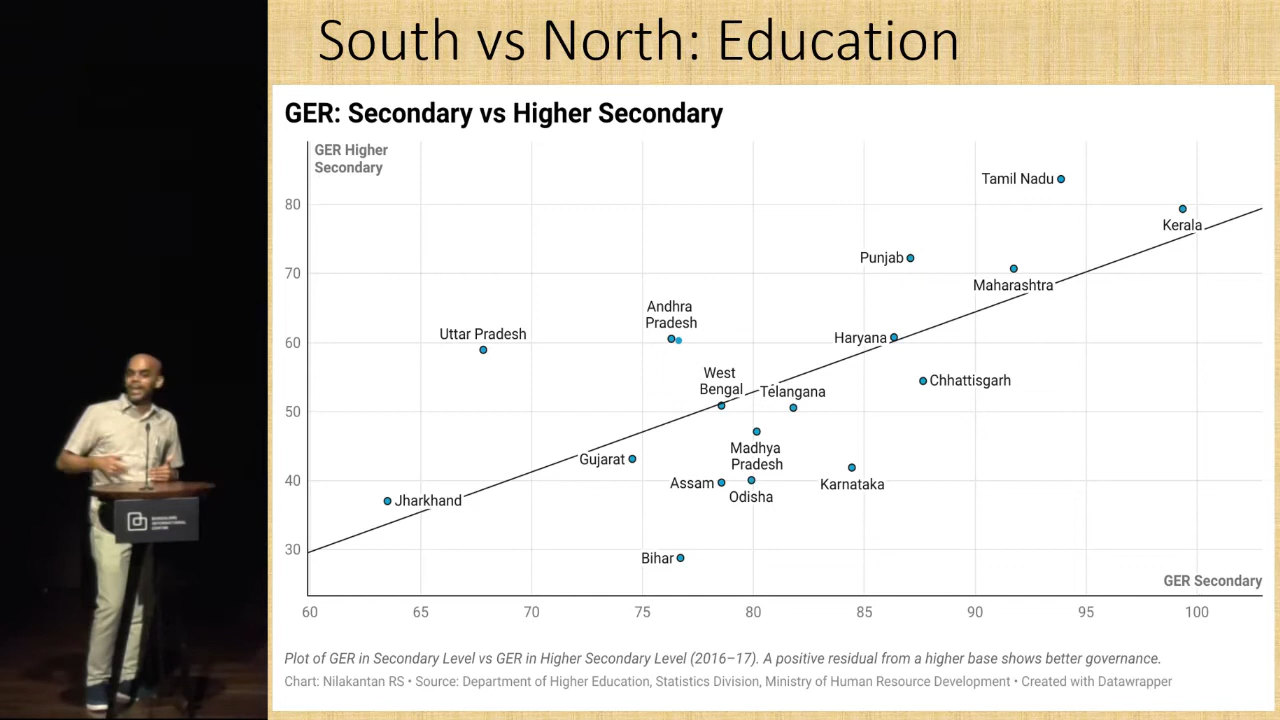 South vs North: Education
GER: Secondary vs Higher Secondary
GER Higher
Secondary
Tamil Nadu
80
Kerala
Punjab
70
Maharashtra
Andhra
Pradesh
Uttar Pradesh
Haryana
60
West
Bengal
Chhattisgarh
Telangana
50
Madhya
Pradesh
Gujarat
Assam
Karnataka
40
Odisha
Jharkhand
30
Bihar
GER Secondary
60 65 70 75 80 85 90 95 100
Plot of GER in Secondary Level vs GER in Higher Secondary Level (2016–17). A positive residual from a higher base shows better governance.
Chart: Nilakantan RS • Source: Department of Higher Education, Statistics Division, Ministry of Human Resource Development • Created with Datawrapper
BANGALORE
INTERNATIONAL
CENTRE